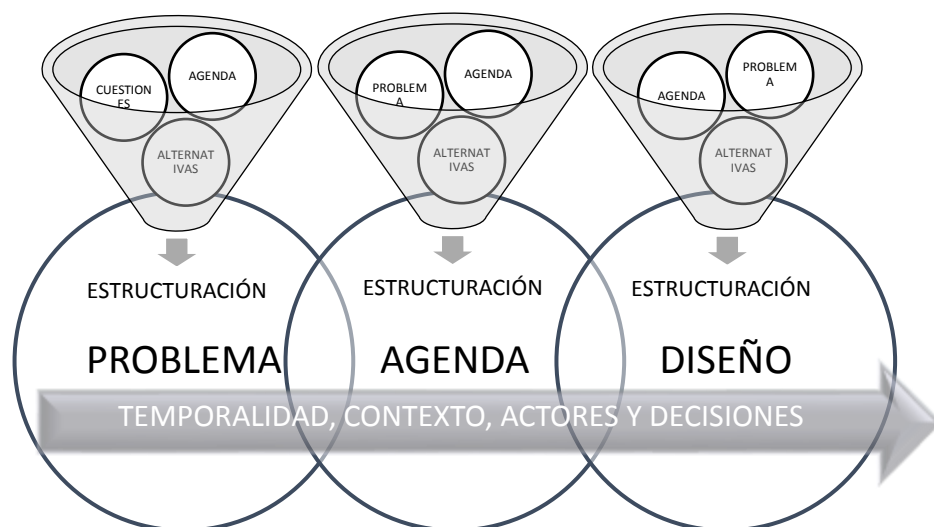 CUESTION
ES
AGENDA
ALTERNAT
IVAS
PROBLEM
A
AGENDA
ALTERNAT
IVAS
AGENDA
PROBLEM
A
ALTERNAT
IVAS
ESTRUCTURACIÓN
ESTRUCTURACIÓN
ESTRUCTURACIÓN
PROBLEMA
AGENDA
DISEÑO
TEMPORALIDAD, CONTEXTO, ACTORES Y DECISIONES